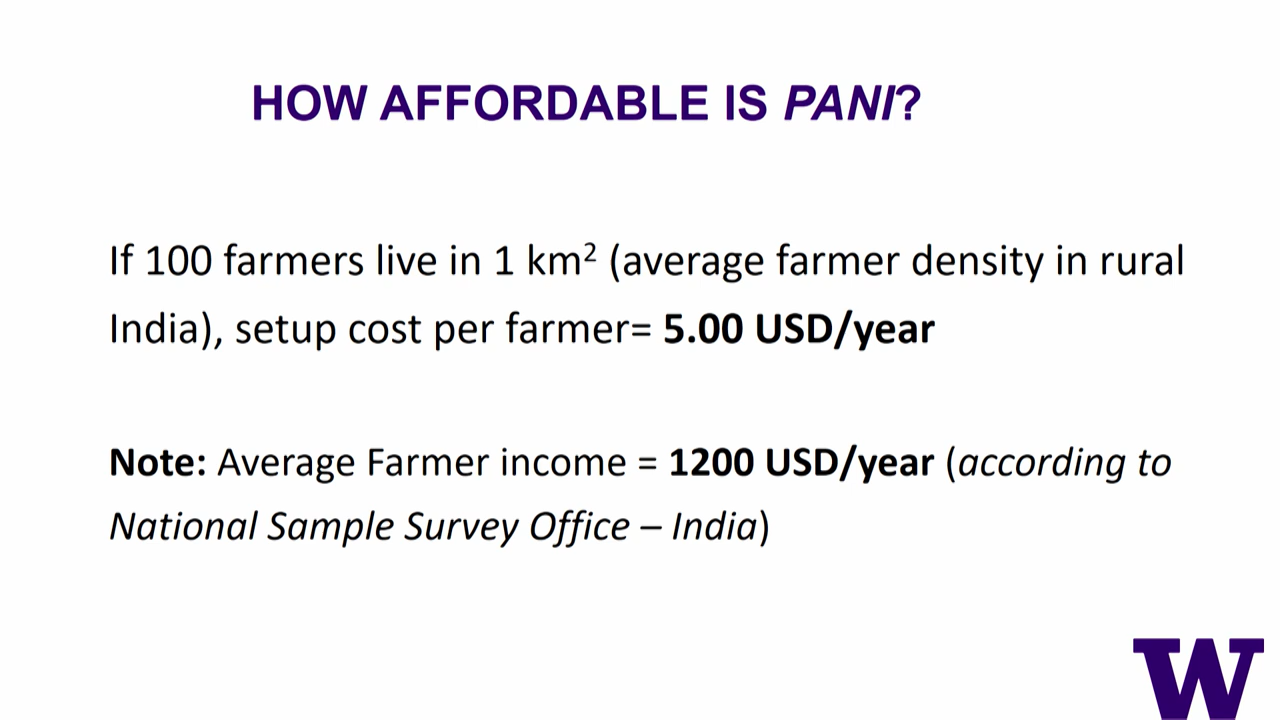 HOW AFFORDABLE IS PANI?
If 100 farmers live in 1 km² (average farmer density in rural
India), setup cost per farmer= 5.00 USD/year
Note: Average Farmer income = 1200 USD/year (according to
National Sample Survey Office – India)
W